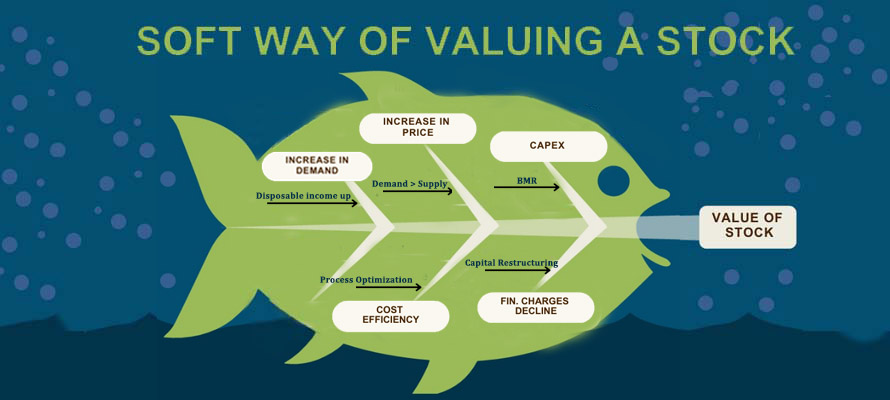 SOFT WAY OF VALUING A STOCK
INCREASE IN
PRICE
CAPEX
INCREASE IN
DEMAND
Demand > Supply
BMR
Disposable income up
VALUE OF
STOCK
Capital Restructuring
Process Optimization
COST
EFFICIENCY
FIN. CHARGES
DECLINE